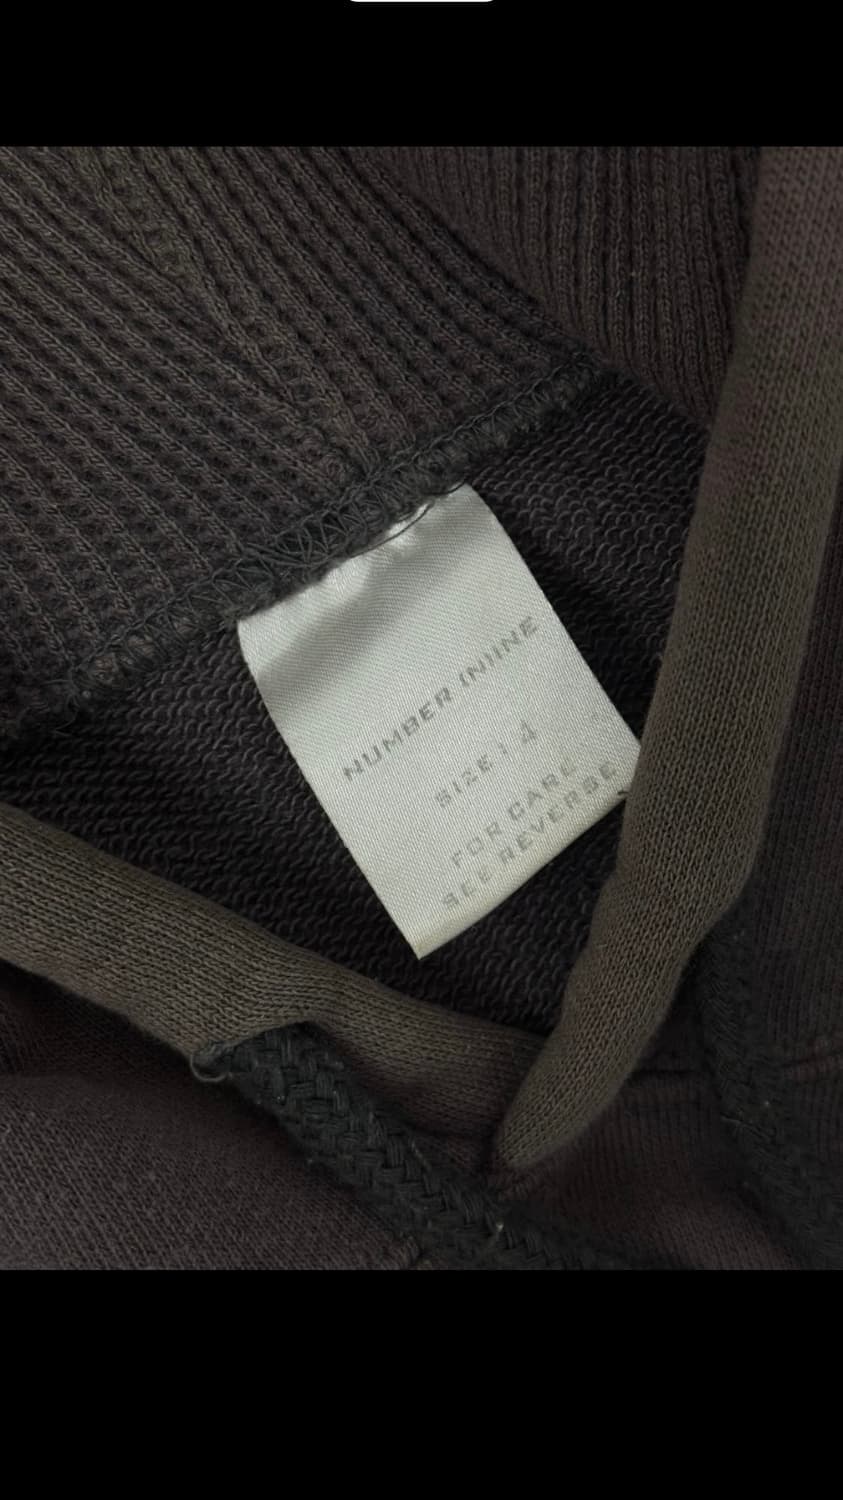 NUMBER (N)INE
SIZE : 4
FOR CARE
SEE REVERSE